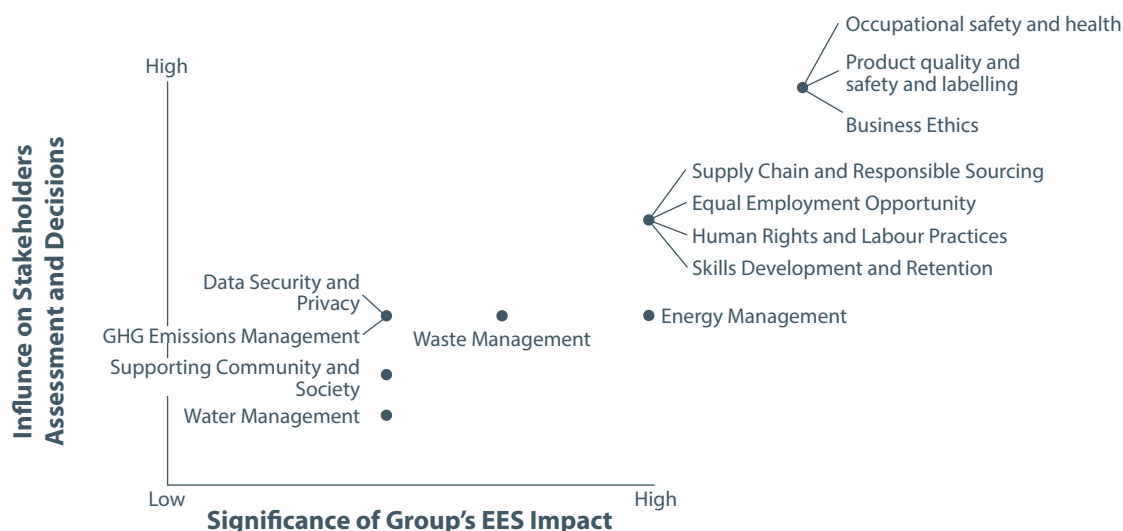 Occupational safety and health
High
Product quality and
safety and labelling
Business Ethics
Influnce on Stakeholders
Assessment and Decisions
Supply Chain and Responsible Sourcing
Equal Employment Opportunity
Human Rights and Labour Practices
Skills Development and Retention
Data Security and
Privacy
GHG Emissions Management
Waste Management
Energy Management
Supporting Community and
Society
Water Management
Low
High
Significance of Group's EES Impact